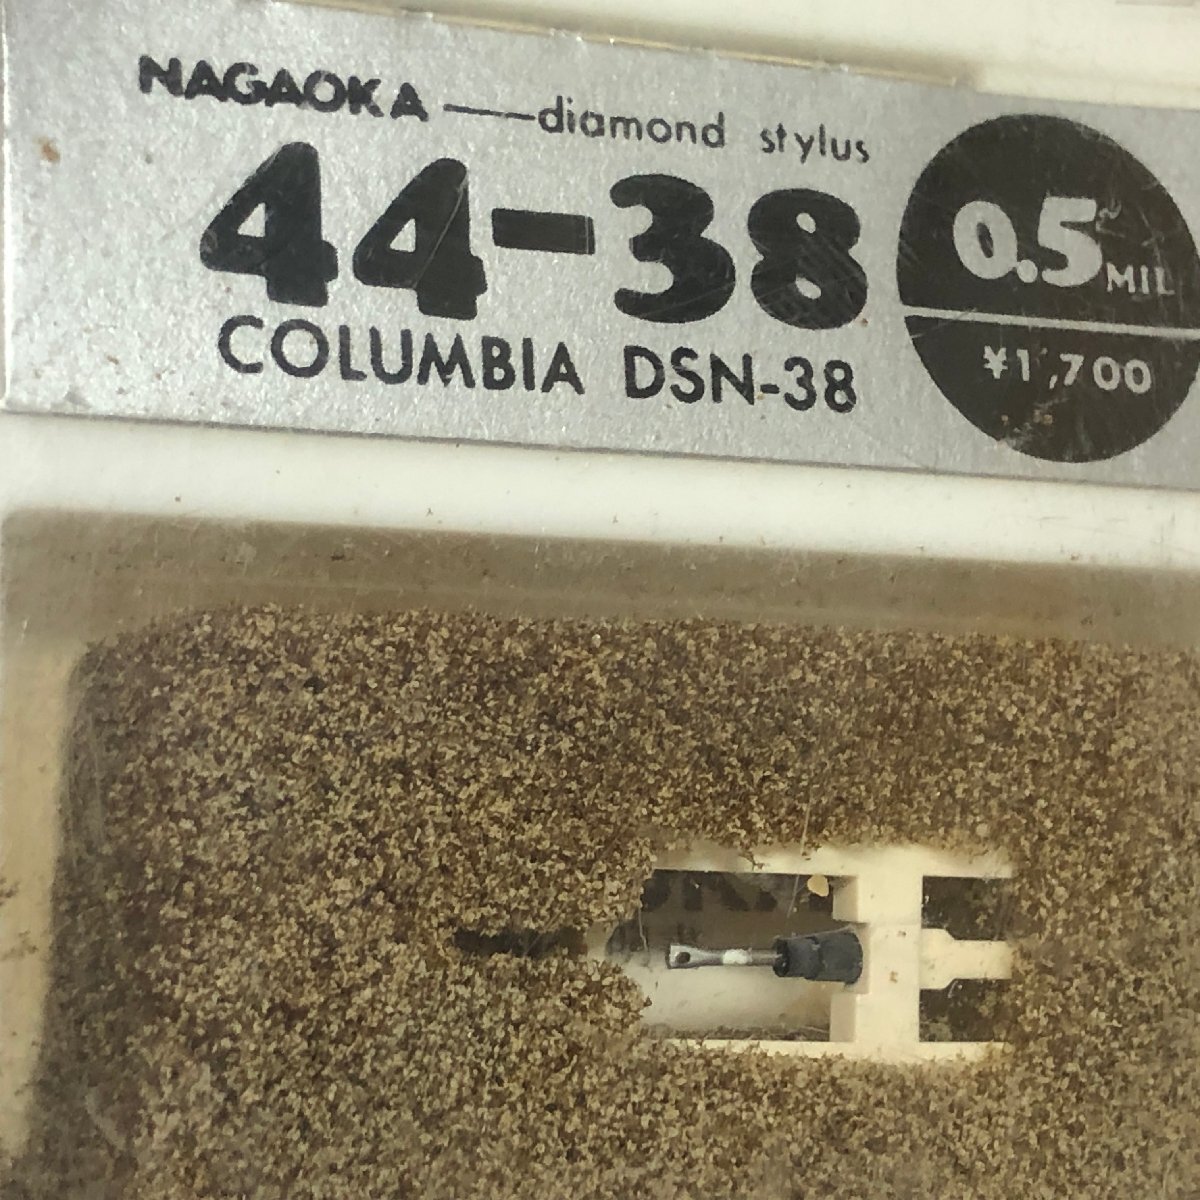 NAGAOKA —— diamond stylus
44-38
COLUMBIA DSN-38
0.5 MIL
¥1,700